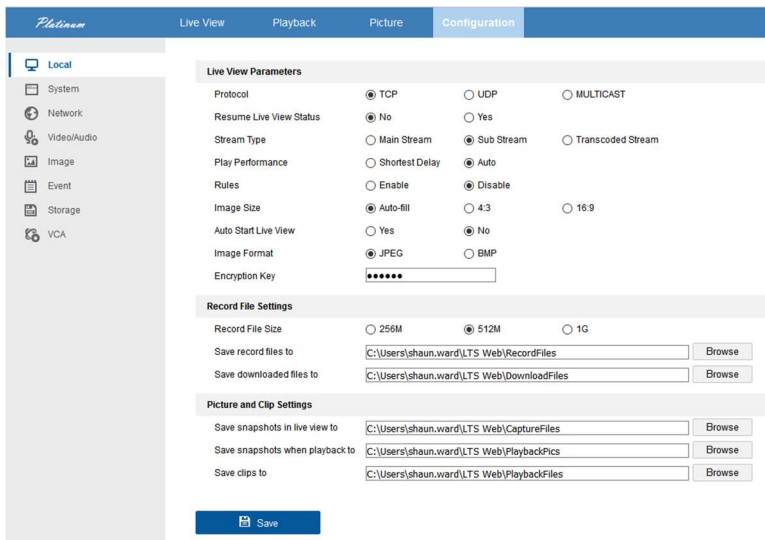 Platinum Live View Playback Picture Configuration
Local
System
Network
Video/Audio
Image
Event
Storage
VCA
Live View Parameters
Protocol TCP UDP MULTICAST
Resume Live View Status No Yes
Stream Type Main Stream Sub Stream Transcoded Stream
Play Performance Shortest Delay Auto
Rules Enable Disable
Image Size Auto-fill 4:3 16:9
Auto Start Live View Yes No
Image Format JPEG BMP
Encryption Key ●●●●●●
Record File Settings
Record File Size 256M 512M 1G
Save record files to C:\Users\shaun.ward\LTS Web\RecordFiles Browse
Save downloaded files to C:\Users\shaun.ward\LTS Web\DownloadFiles Browse
Picture and Clip Settings
Save snapshots in live view to C:\Users\shaun.ward\LTS Web\CaptureFiles Browse
Save snapshots when playback to C:\Users\shaun.ward\LTS Web\PlaybackPics Browse
Save clips to C:\Users\shaun.ward\LTS Web\PlaybackFiles Browse
Save